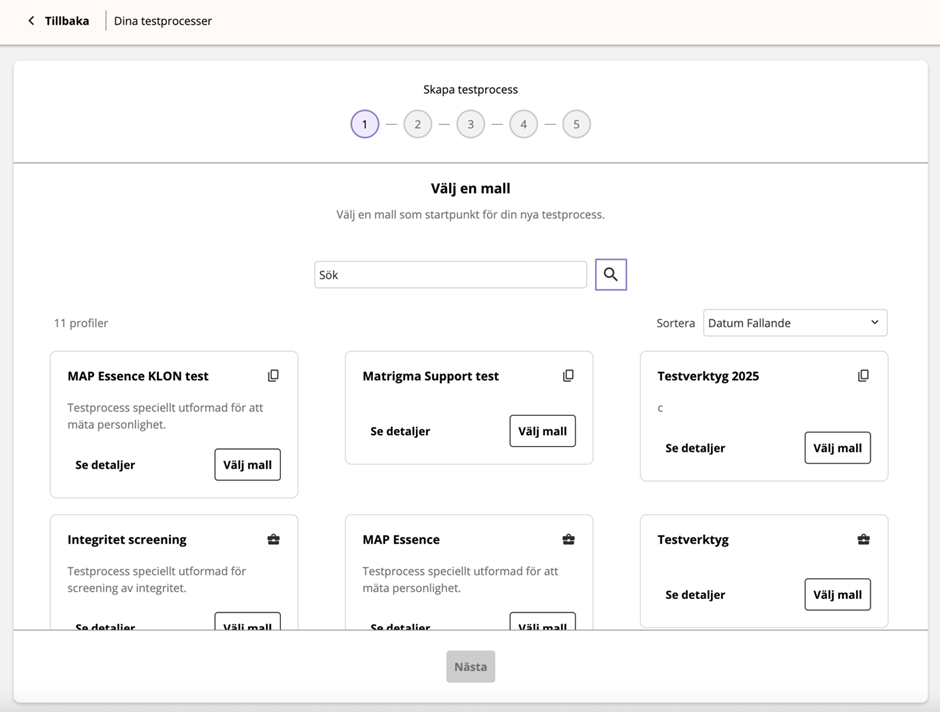 Tillbaka
Dina testprocesser
Skapa testprocess
1 2 3 4 5
Välj en mall
Välj en mall som startpunkt för din nya testprocess.
Sök
11 profiler
Sortera
Datum Fallande
MAP Essence KLON test
Testprocess speciellt utformad för att
mäta personlighet.
Se detaljer
Välj mall
Matrigma Support test
Se detaljer
Välj mall
Testverktyg 2025
c
Se detaljer
Välj mall
Integritet screening
Testprocess speciellt utformad för
screening av integritet.
Se detaljer
Välj mall
MAP Essence
Testprocess speciellt utformad för att
mäta personlighet.
Se detaljer
Välj mall
Testverktyg
Se detaljer
Välj mall
Nästa